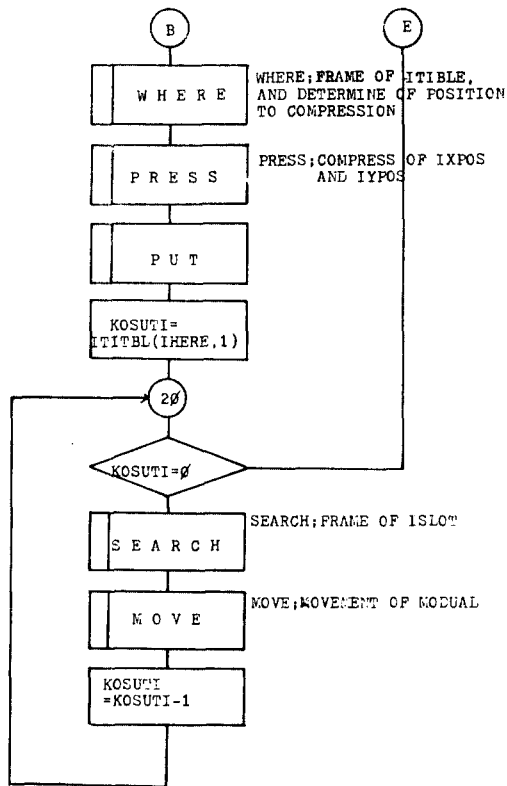 B
E
WHERE
WHERE;FRAME OF ITIBLE,
AND DETERMINE OF POSITION
TO COMPRESSION
PRESS
PRESS;COMPRESS OF IXPOS
AND IYPOS
PUT
KOSUTI=
ITITBL(IHERE,1)
2Ø
KOSUTI=Ø
SEARCH
SEARCH;FRAME OF ISLOT
MOVE
MOVE;MOVEMENT OF MODUAL
KOSUTI
=KOSUTI-1